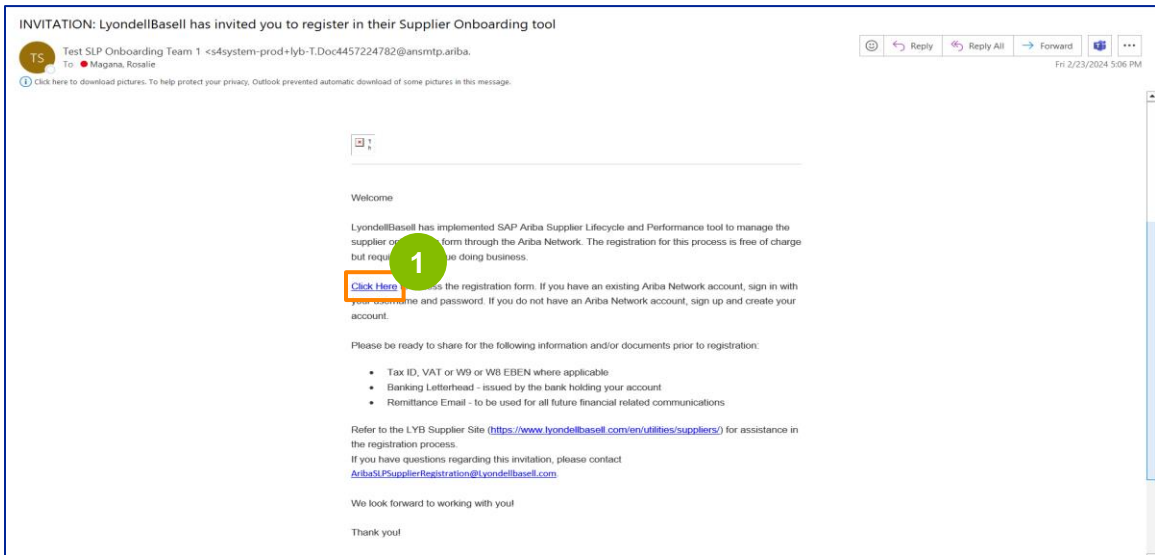 INVITATION: LyondellBasell has invited you to register in their Supplier Onboarding tool
TS
Test SLP Onboarding Team 1 <s4system-prod+lyb-T.Doc4457224782@ansmtp.ariba.
To Magana, Rosalie
Reply Reply All Forward
Fri 2/23/2024 5:06 PM
Click here to download pictures. To help protect your privacy, Outlook prevented automatic download of some pictures in this message.
Welcome
LyondellBasell has implemented SAP Ariba Supplier Lifecycle and Performance tool to manage the
supplier form through the Ariba Network. The registration for this process is free of charge
but doing business.
1
Click Here the registration form. If you have an existing Ariba Network account, sign in with
your username and password. If you do not have an Ariba Network account, sign up and create your
account.
Please be ready to share for the following information and/or documents prior to registration:
• Tax ID, VAT or W9 or W8 EBEN where applicable
• Banking Letterhead - issued by the bank holding your account
• Remittance Email - to be used for all future financial related communications
Refer to the LYB Supplier Site (https://www.lyondellbasell.com/en/utilities/suppliers/) for assistance in
the registration process.
If you have questions regarding this invitation, please contact
AribaSLPSupplierRegistration@Lyondellbasell.com.
We look forward to working with you!
Thank you!